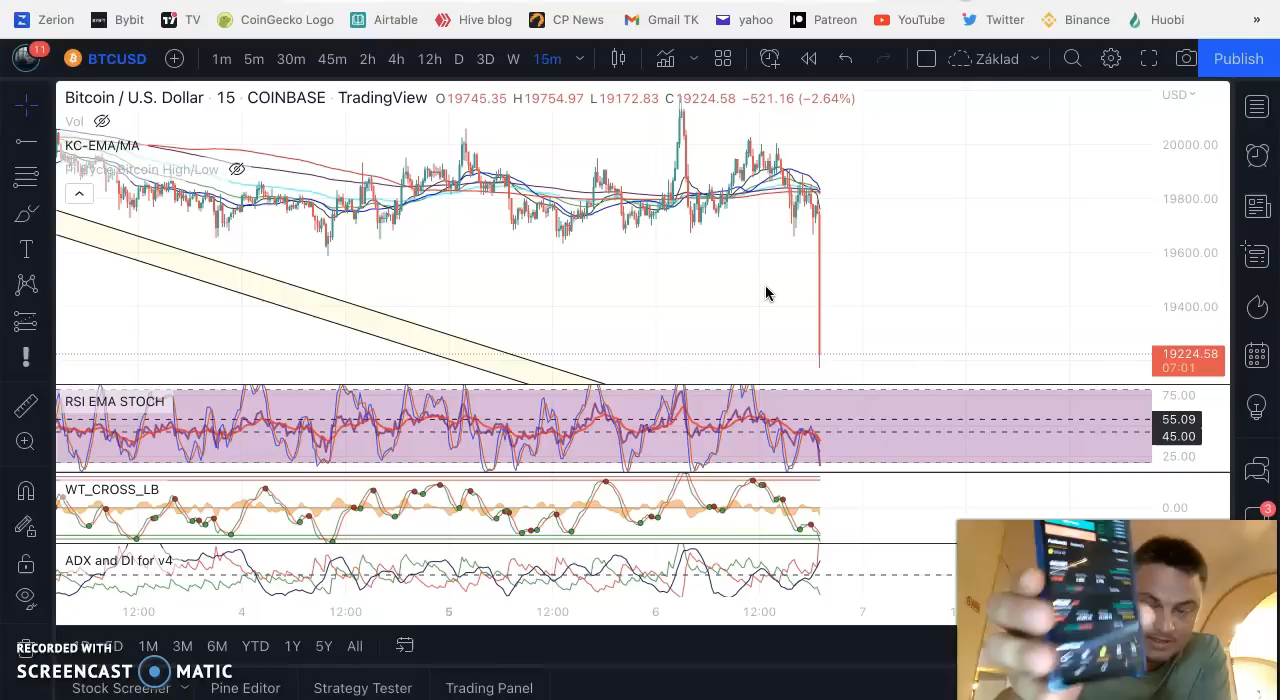 Zerion Bybit TV CoinGecko Logo Airtable Hive blog CP News Gmail TK yahoo Patreon YouTube Twitter Binance Huobi »
11 BTCUSD 1m 5m 30m 45m 2h 4h 12h D 3D W 15m Základ Publish
Bitcoin / U.S. Dollar · 15 · COINBASE · TradingView O19745.35 H19754.97 L19172.83 C19224.58 −521.16 (−2.64%)
USD
Vol
20000.00
KC-EMA/MA
Bitcoin High/Low
19800.00
19600.00
19400.00
19224.58
07:01
RSI EMA STOCH
75.00
55.09
45.00
25.00
WT_CROSS_LB
0.00
3
ADX and DI for v4
12:00 4 12:00 5 12:00 6 12:00 7
1M 3M 6M YTD 1Y 5Y All
RECORDED WITH
SCREENCAST MATIC
Stock Screener Pine Editor Strategy Tester Trading Panel